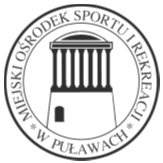 MIEJSKI OŚRODEK SPORTU I REKREACJI
* W PUŁAWACH *